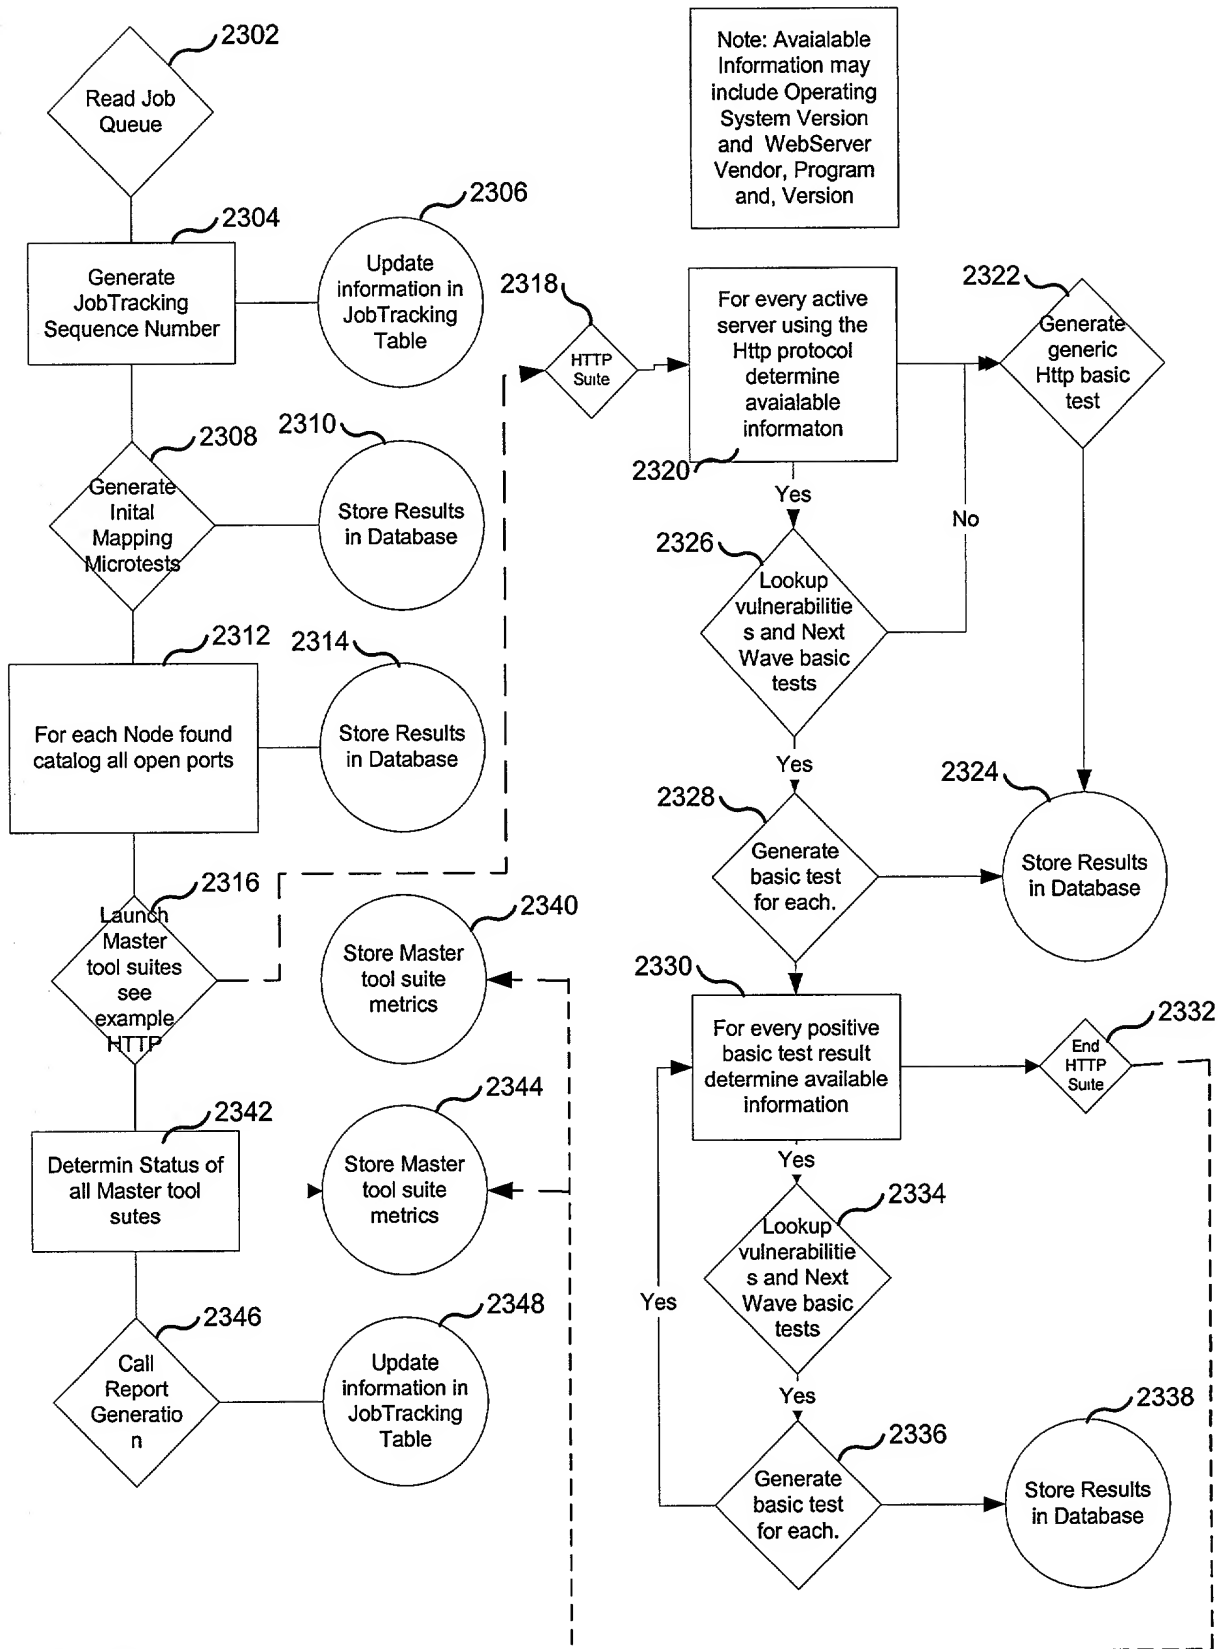 2302
Read Job
Queue
2304
Generate
JobTracking
Sequence Number
2306
Update
information in
JobTracking
Table
2308
Generate
Inital
Mapping
Microtests
2310
Store Results
in Database
2312
For each Node found
catalog all open ports
2314
Store Results
in Database
2316
Launch
Master
tool suites
see
example
HTTP
2340
Store Master
tool suite
metrics
2342
Determin Status of
all Master tool
sutes
2344
Store Master
tool suite
metrics
2346
Call
Report
Generatio
n
2348
Update
information in
JobTracking
Table
Note: Avaialable
Information may
include Operating
System Version
and WebServer
Vendor, Program
and, Version
2318
HTTP
Suite
For every active
server using the
Http protocol
determine
avaialable
informaton
2320
2322
Generate
generic
Http basic
test
Yes
No
2326
Lookup
vulnerabilitie
s and Next
Wave basic
tests
Yes
2324
Store Results
in Database
2328
Generate
basic test
for each.
2330
For every positive
basic test result
determine available
information
2332
End
HTTP
Suite
Yes
2334
Lookup
vulnerabilitie
s and Next
Wave basic
tests
Yes
Yes
2336
Generate
basic test
for each.
2338
Store Results
in Database